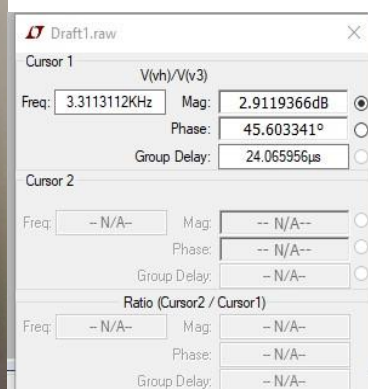 Draft1.raw
Cursor 1
V(vh)/V(v3)
Freq: 3.3113112KHz Mag: 2.9119366dB
Phase: 45.603341º
Group Delay: 24.065956µs
Cursor 2
Freq: -- N/A-- Mag: -- N/A--
Phase: -- N/A--
Group Delay: -- N/A--
Ratio (Cursor2 / Cursor1)
Freq: -- N/A-- Mag: -- N/A--
Phase: -- N/A--
Group Delay: -- N/A--